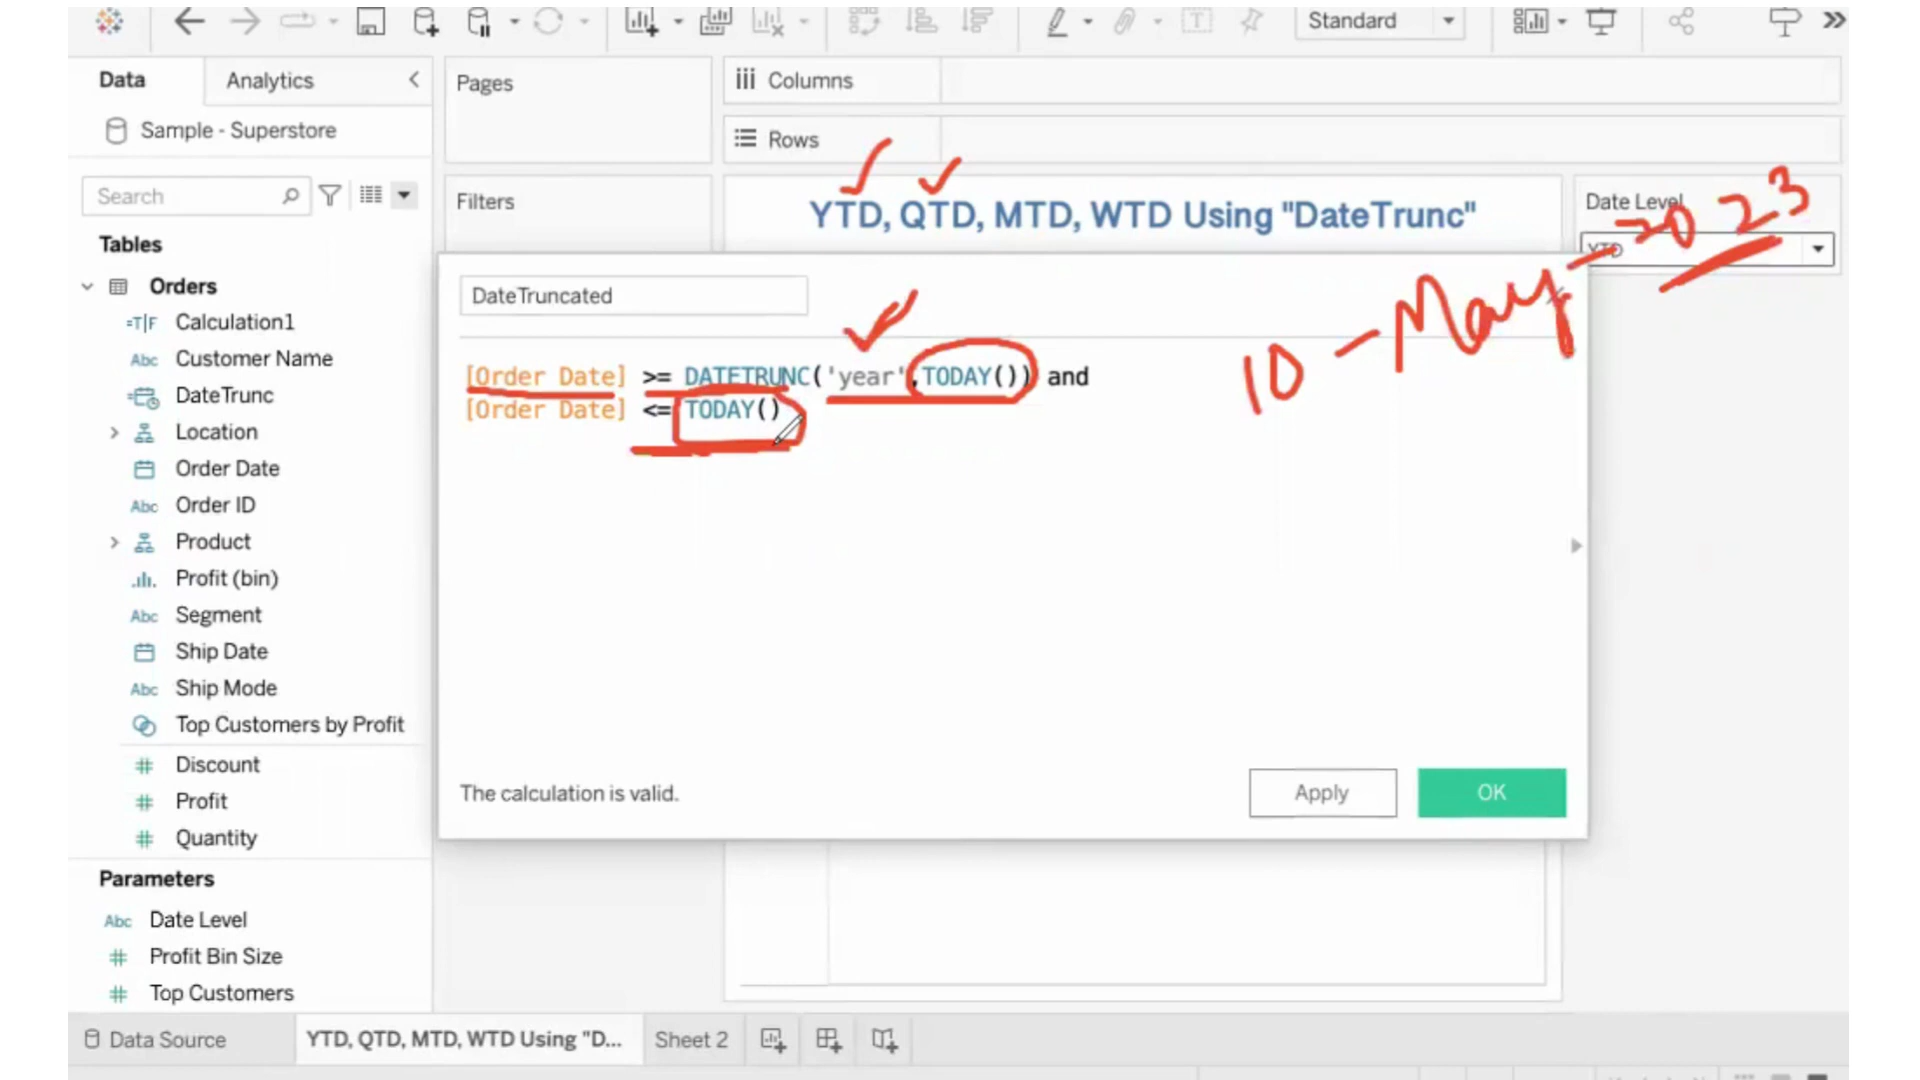 Standard
Data
Analytics
Pages
Columns
Sample - Superstore
Rows
Search
Filters
YTD, QTD, MTD, WTD Using "DateTrunc"
Date Level
YTD
10 - May - 2023
Tables
Orders
Calculation1
Customer Name
DateTrunc
Location
Order Date
Order ID
Product
Profit (bin)
Segment
Ship Date
Ship Mode
Top Customers by Profit
Discount
Profit
Quantity
Parameters
Date Level
Profit Bin Size
Top Customers
DateTruncated
[Order Date] >= DATETRUNC('year',TODAY()) and
[Order Date] <= TODAY()
The calculation is valid.
Apply
OK
Data Source
YTD, QTD, MTD, WTD Using "D...
Sheet 2